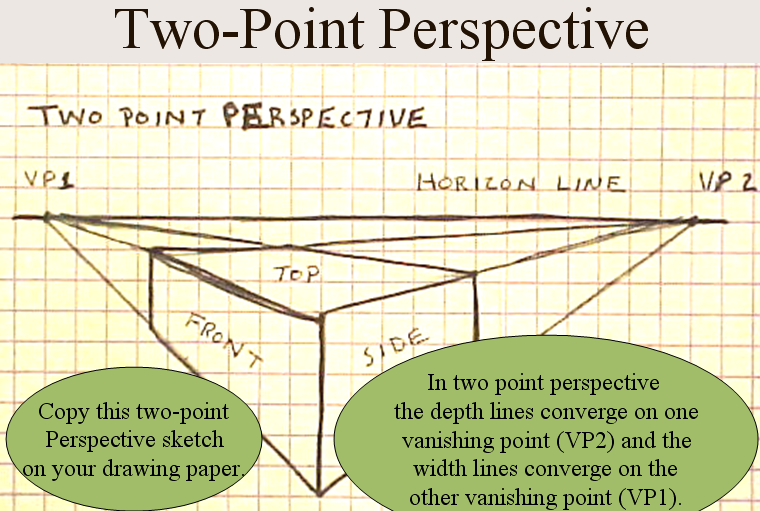 Two-Point Perspective
TWO POINT PERSPECTIVE
VP1
HORIZON LINE
VP 2
TOP
FRONT
SIDE
Copy this two-point
Perspective sketch
on your drawing paper.
In two point perspective
the depth lines converge on one
vanishing point (VP2) and the
width lines converge on the
other vanishing point (VP1).